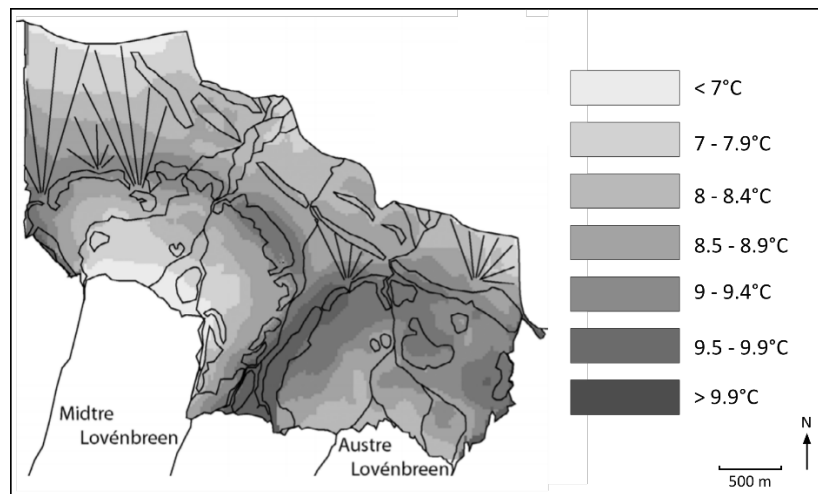 < 7°C
7 - 7.9°C
8 - 8.4°C
8.5 - 8.9°C
9 - 9.4°C
9.5 - 9.9°C
> 9.9°C
Midtre
Lovénbreen
Austre
Lovénbreen
N
500 m